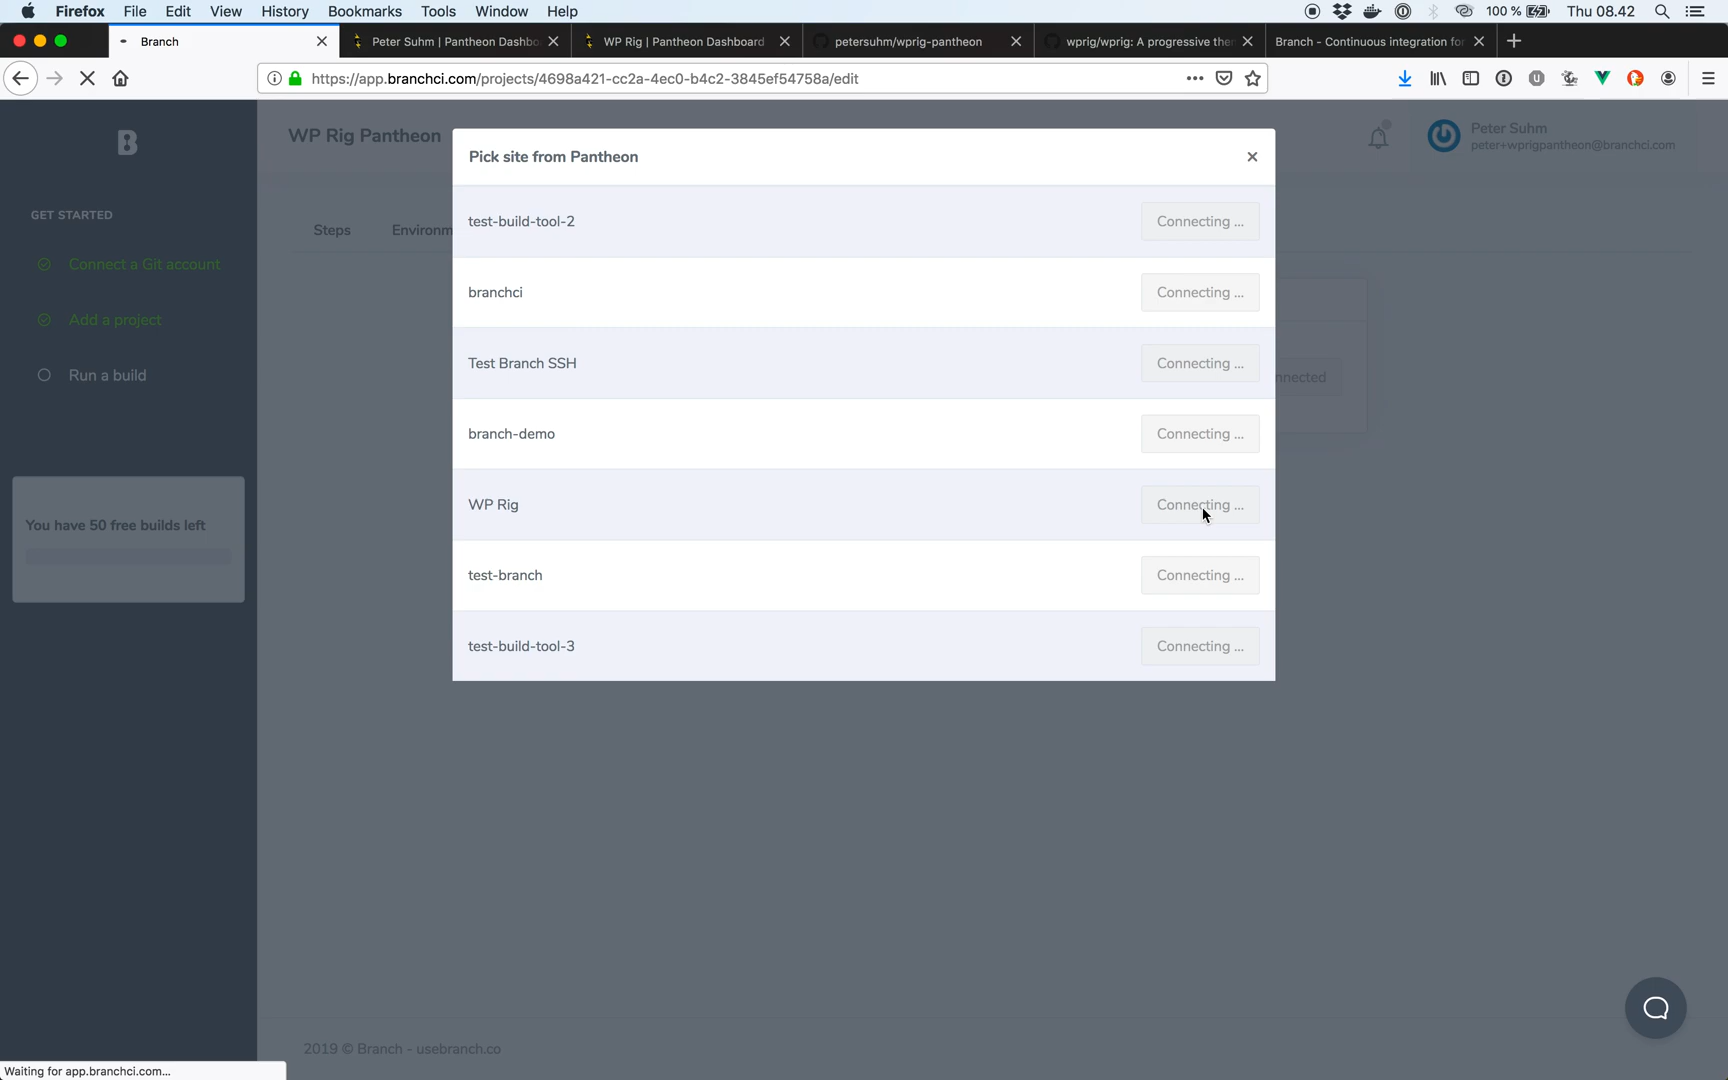 Firefox File Edit View History Bookmarks Tools Window Help 100 % Thu 08.42
Branch Peter Suhm | Pantheon Dashbo WP Rig | Pantheon Dashboard petersuhm/wprig-pantheon wprig/wprig: A progressive the Branch - Continuous integration for
https://app.branchci.com/projects/4698a421-cc2a-4ec0-b4c2-3845ef54758a/edit
WP Rig Pantheon
Peter Suhm
peter+wprigpantheon@branchci.com
Pick site from Pantheon
GET STARTED
Connect a Git account
Add a project
Run a build
Steps Environm
test-build-tool-2 Connecting ...
branchci Connecting ...
Test Branch SSH Connecting ...
nnected
branch-demo Connecting ...
WP Rig Connecting ...
test-branch Connecting ...
test-build-tool-3 Connecting ...
You have 50 free builds left
2019 © Branch - usebranch.co
Waiting for app.branchci.com...